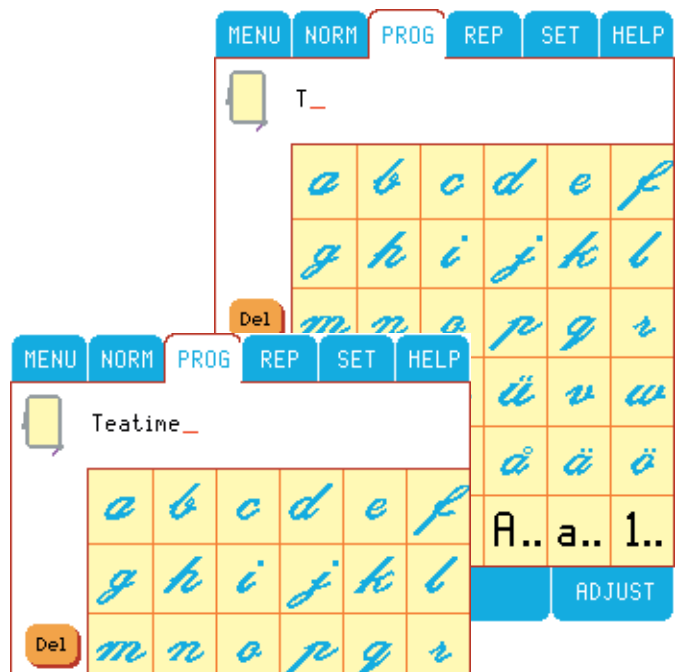 MENU NORM PROG REP SET HELP
T_
a b c d e f
g h i j k l
Del m n o p q r
ü v w
å ä ö
A.. a.. 1..
ADJUST
MENU NORM PROG REP SET HELP
Teatime_
a b c d e f
g h i j k l
Del m n o p q r